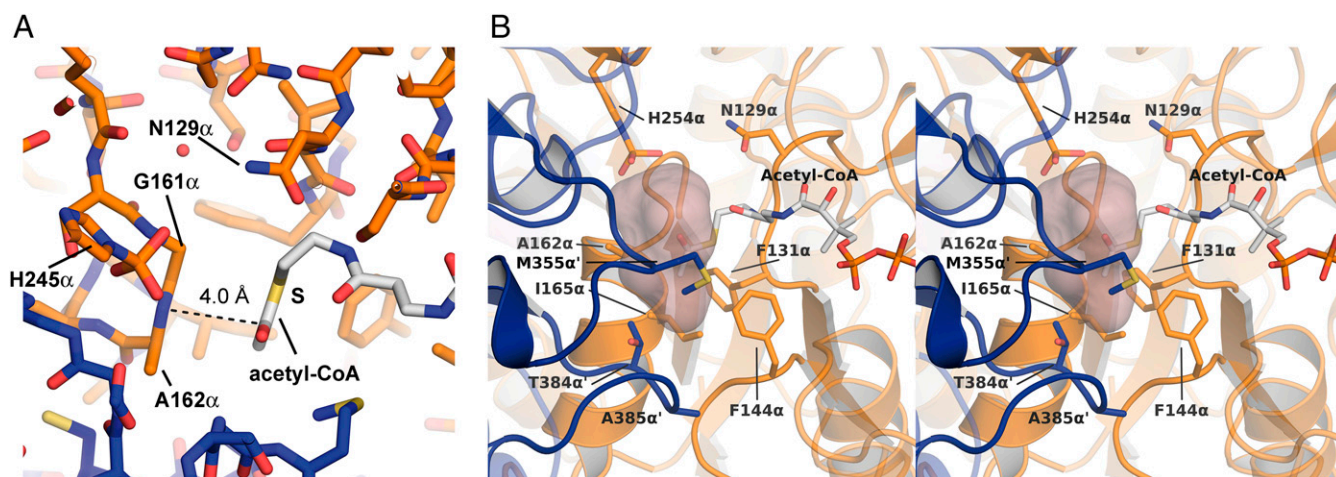 A
N129α
G161α
H245α
4.0 Å
S
acetyl-CoA
A162α
B
H254α
N129α
Acetyl-CoA
A162α
F131α
M355α'
I165α
T384α'
F144α
A385α'
H254α
N129α
Acetyl-CoA
A162α
F131α
M355α'
I165α
T384α'
F144α
A385α'